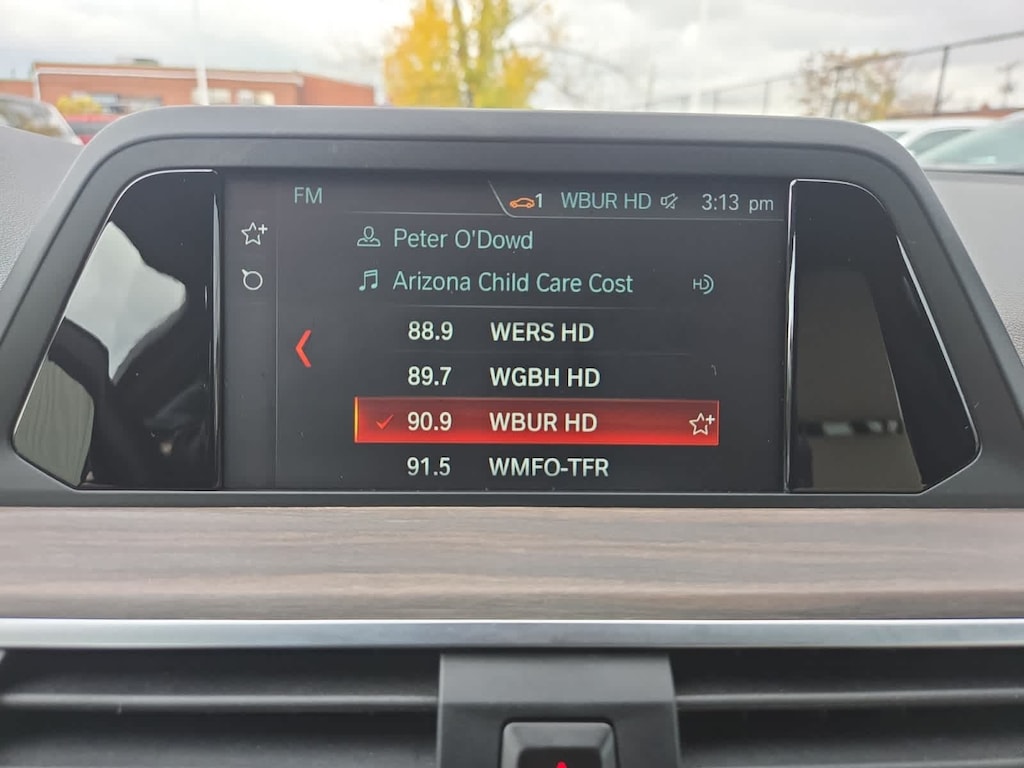 FM 1 WBUR HD 3:13 pm
Peter O'Dowd
Arizona Child Care Cost HD
88.9 WERS HD
89.7 WGBH HD
90.9 WBUR HD
91.5 WMFO-TFR